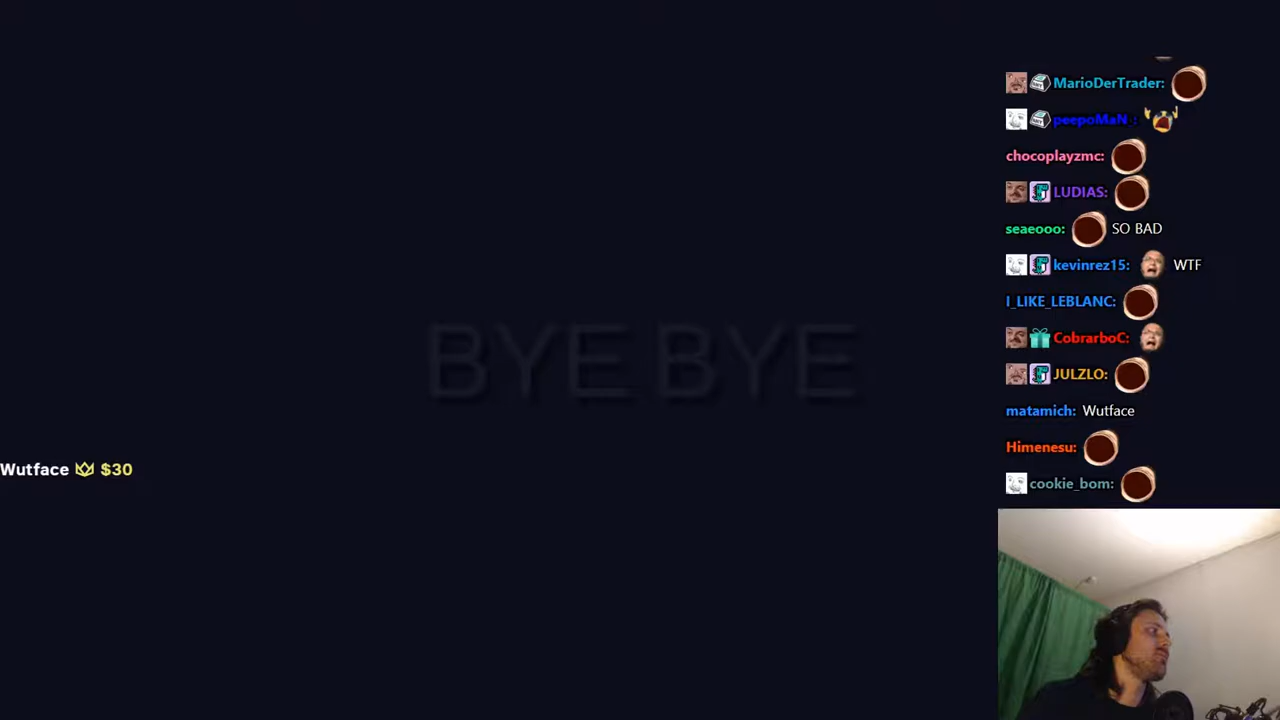 MarioDerTrader:
peepoMaN_:
chocoplayzmc:
LUDIAS:
seaeooo: SO BAD
kevinrez15: WTF
I_LIKE_LEBLANC:
BYE BYE
CobrarboC:
JULZLO:
matamich: Wutface
Himenesu:
Wutface $30
cookie_bom: